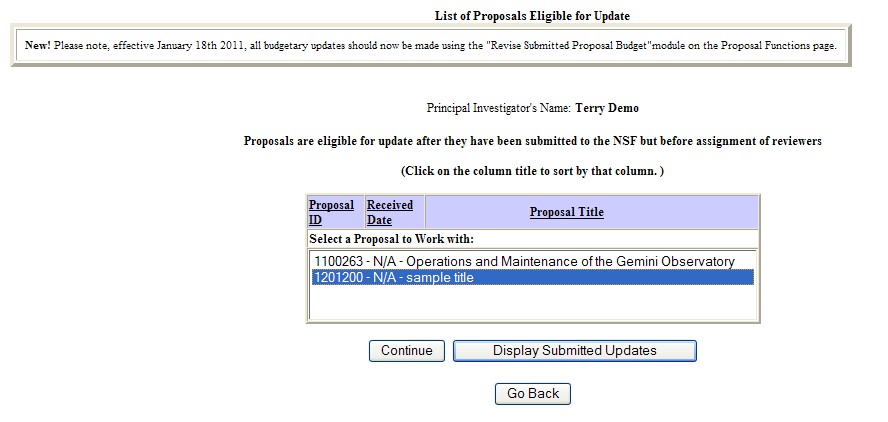 List of Proposals Eligible for Update
New! Please note, effective January 18th 2011, all budgetary updates should now be made using the "Revise Submitted Proposal Budget"module on the Proposal Functions page.
Principal Investigator's Name: Terry Demo
Proposals are eligible for update after they have been submitted to the NSF but before assignment of reviewers
(Click on the column title to sort by that column. )
Proposal ID
Received Date
Proposal Title
Select a Proposal to Work with:
1100263 - N/A - Operations and Maintenance of the Gemini Observatory
1201200 - N/A - sample title
Continue
Display Submitted Updates
Go Back